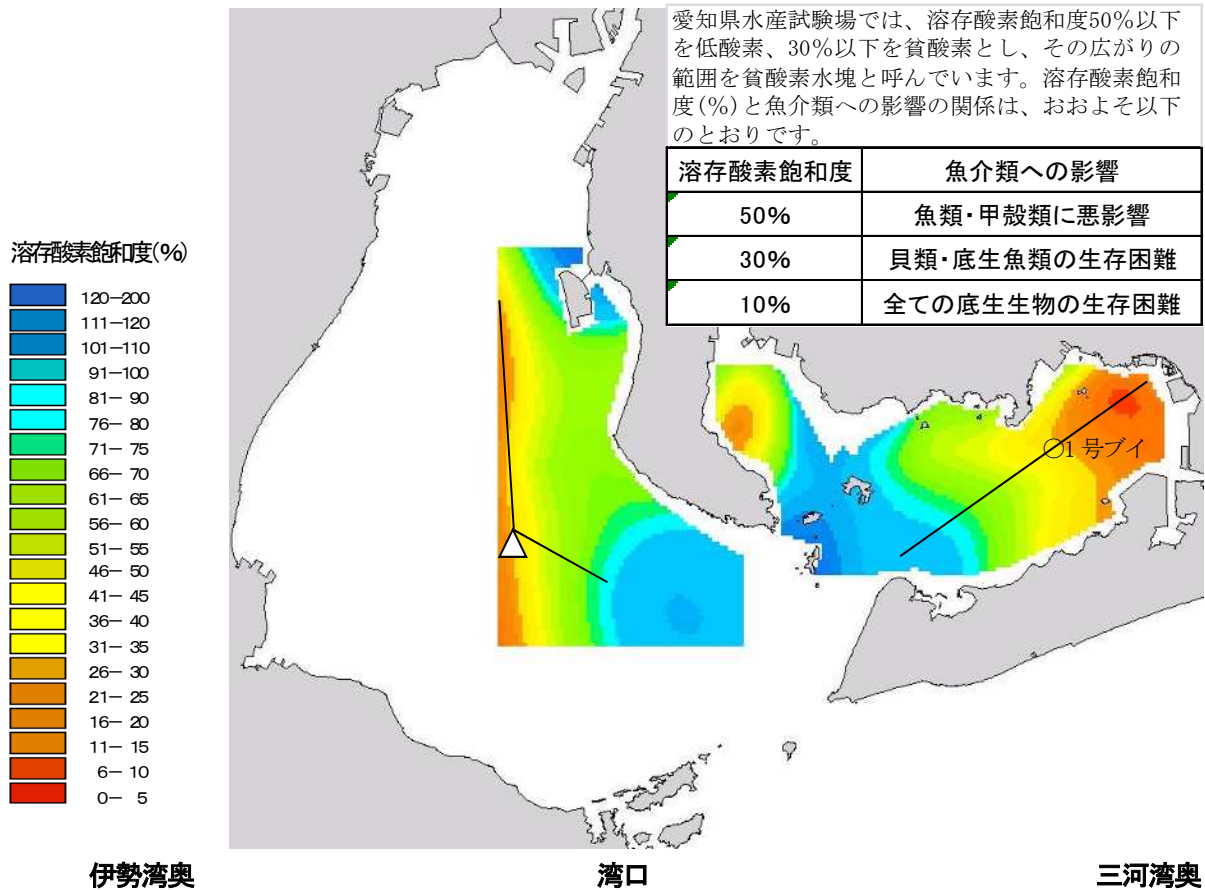 愛知県水産試験場では、溶存酸素飽和度50％以下
を低酸素、30％以下を貧酸素とし、その広がりの
範囲を貧酸素水塊と呼んでいます。溶存酸素飽和
度(％)と魚介類への影響の関係は、おおよそ以下
のとおりです。
溶存酸素飽和度 魚介類への影響
50% 魚類・甲殻類に悪影響
30% 貝類・底生魚類の生存困難
10% 全ての底生生物の生存困難
溶存酸素飽和度(%)
120－200
111－120
101－110
91－100
81－ 90
76－ 80
71－ 75
66－ 70
61－ 65
56－ 60
51－ 55
46－ 50
41－ 45
36－ 40
31－ 35
26－ 30
21－ 25
16－ 20
11－ 15
6－ 10
0－ 5
○1 号ブイ
伊勢湾奥 湾口 三河湾奥